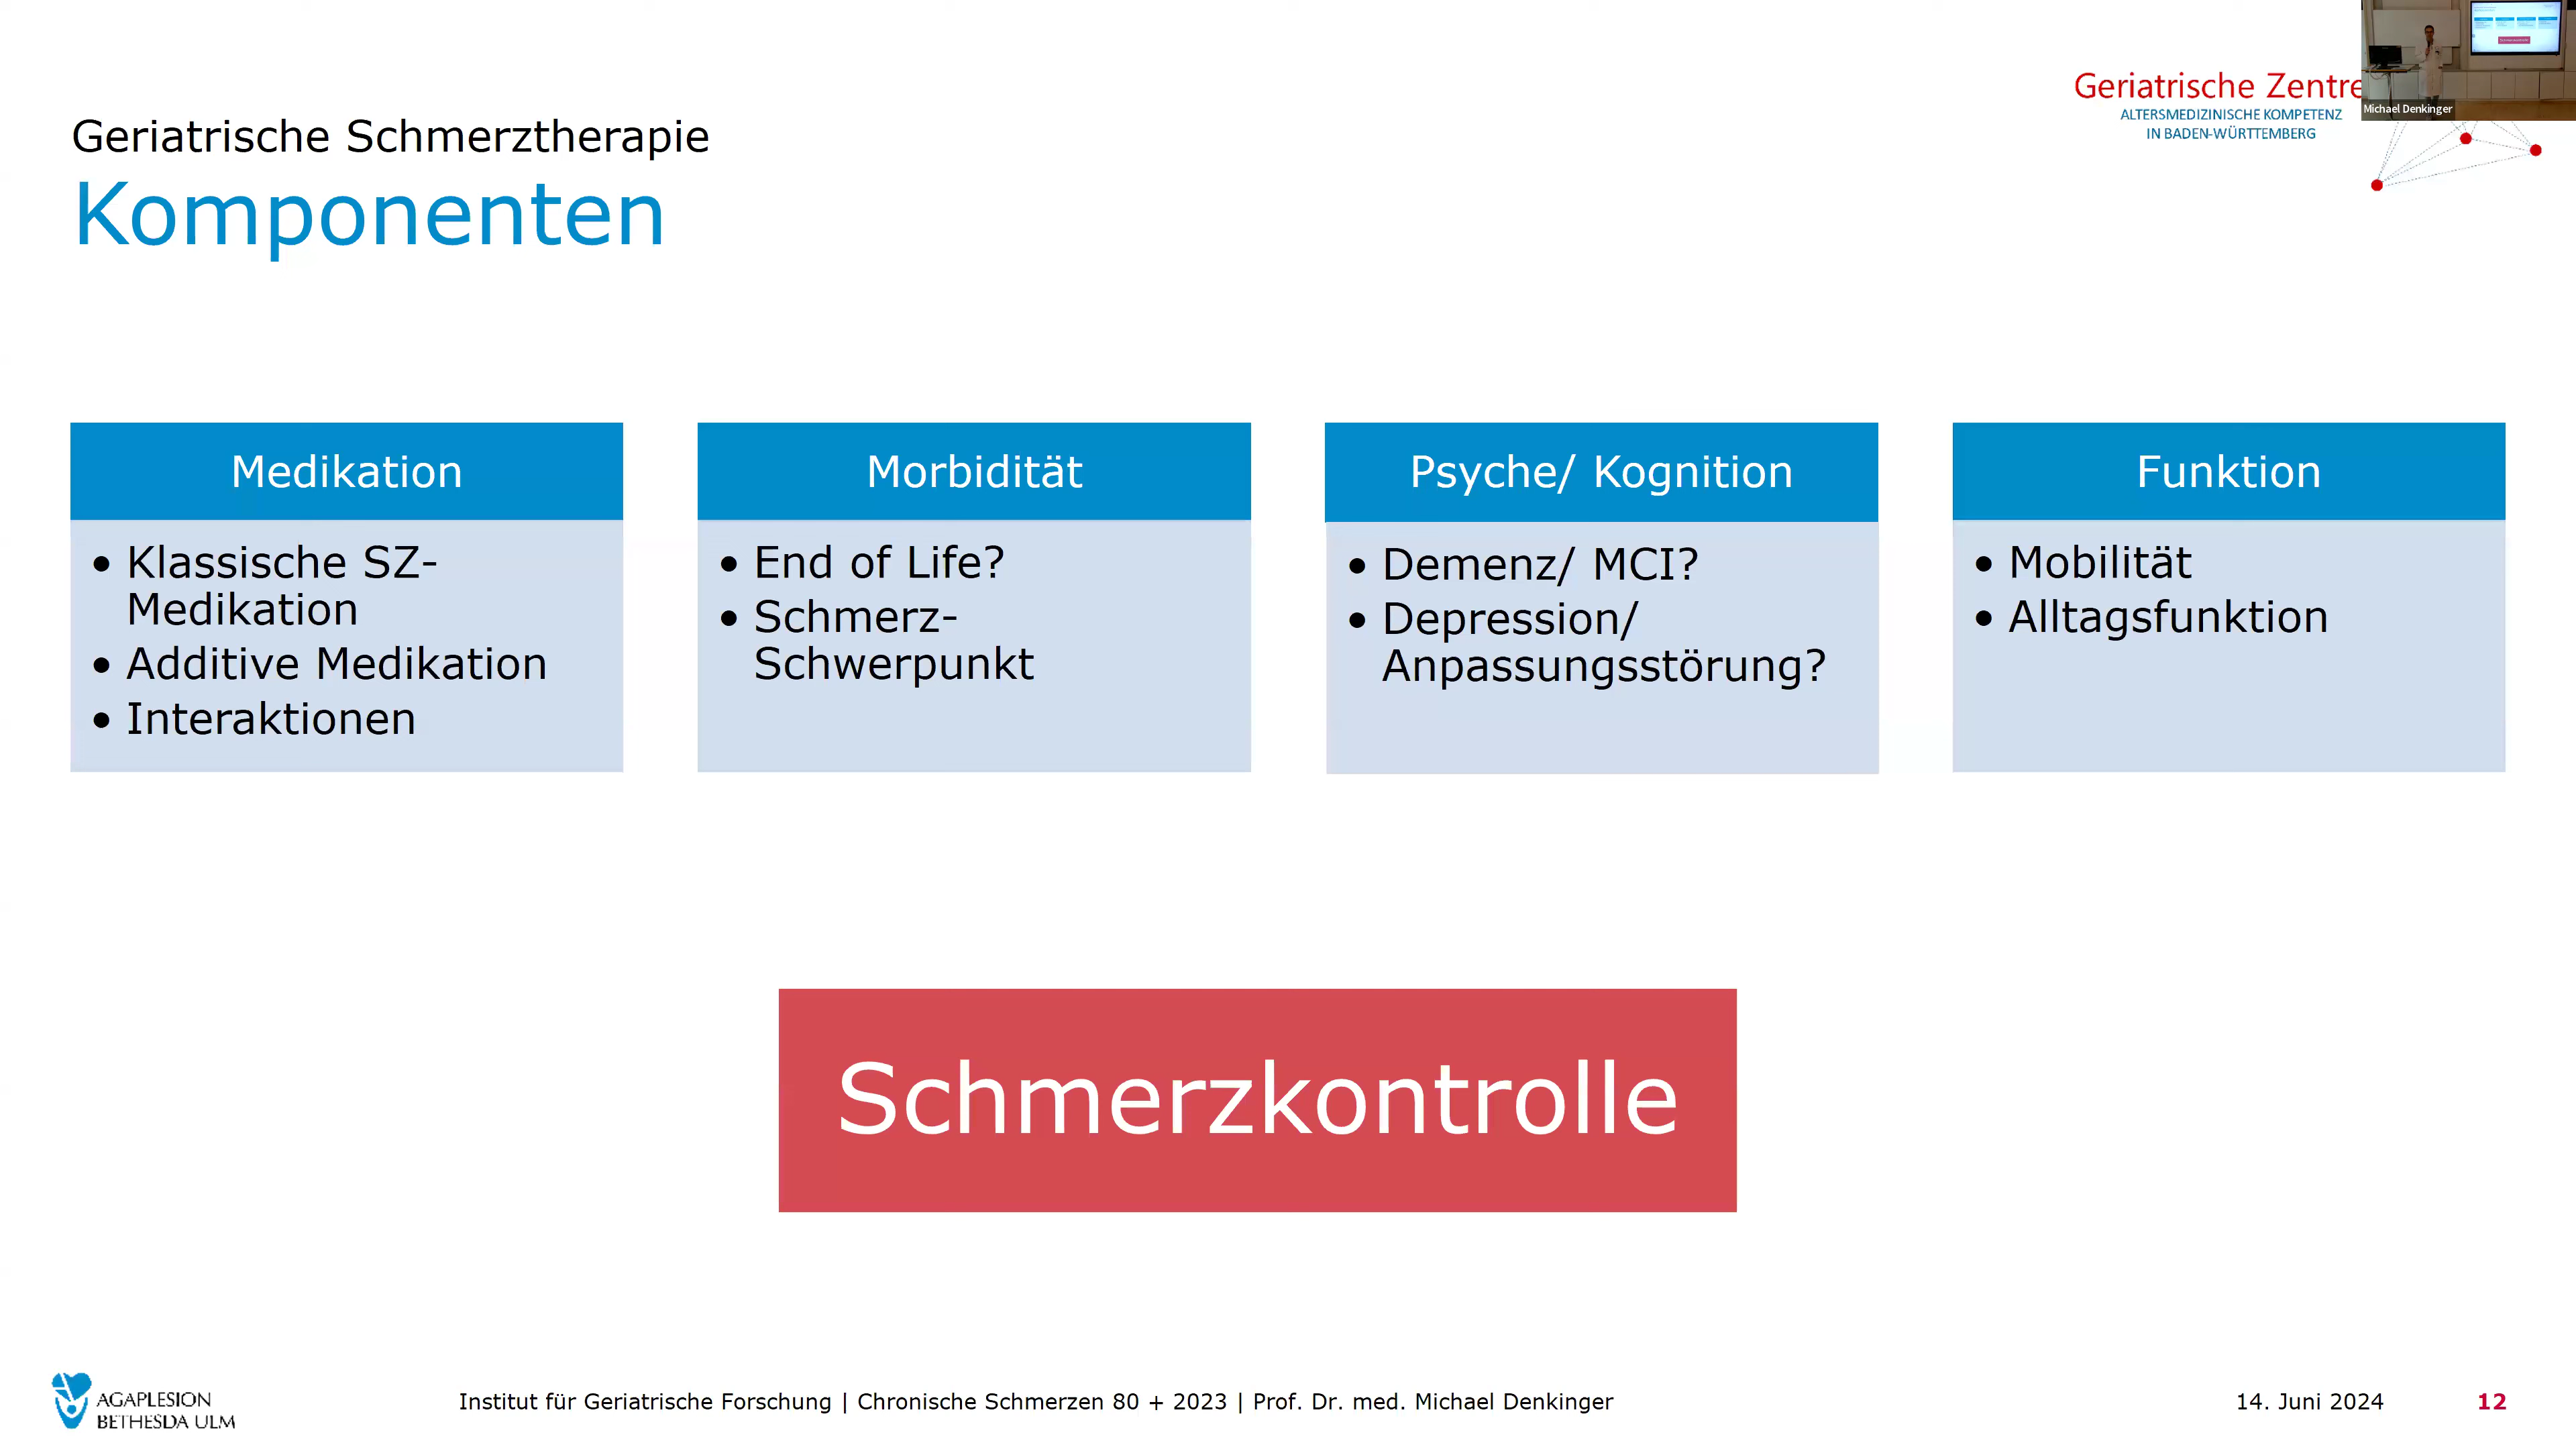 Geriatrische Schmerztherapie
Komponenten
Geriatrische Zentre
ALTERSMEDIZINISCHE KOMPETENZ
IN BADEN-WÜRTTEMBERG
Michael Denkinger
Medikation
• Klassische SZ-
Medikation
• Additive Medikation
• Interaktionen
Morbidität
• End of Life?
• Schmerz-
Schwerpunkt
Psyche/ Kognition
• Demenz/ MCI?
• Depression/
Anpassungsstörung?
Funktion
• Mobilität
• Alltagsfunktion
Schmerzkontrolle
AGAPLESION
BETHESDA ULM
Institut für Geriatrische Forschung | Chronische Schmerzen 80 + 2023 | Prof. Dr. med. Michael Denkinger
14. Juni 2024
12